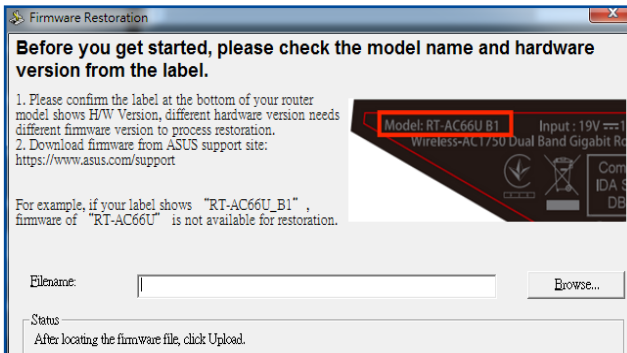 Firmware Restoration
Before you get started, please check the model name and hardware
version from the label.
1. Please confirm the label at the bottom of your router
model shows H/W Version, different hardware version needs
different firmware version to process restoration.
2. Download firmware from ASUS support site:
https://www.asus.com/support
For example, if your label shows “RT-AC66U_B1”,
firmware of “RT-AC66U” is not available for restoration.
Model: RT-AC66U B1 Input : 19V
Wireless-AC1750 Dual Band Gigabit
IDA
DB
Filename:
Browse...
Status
After locating the firmware file, click Upload.